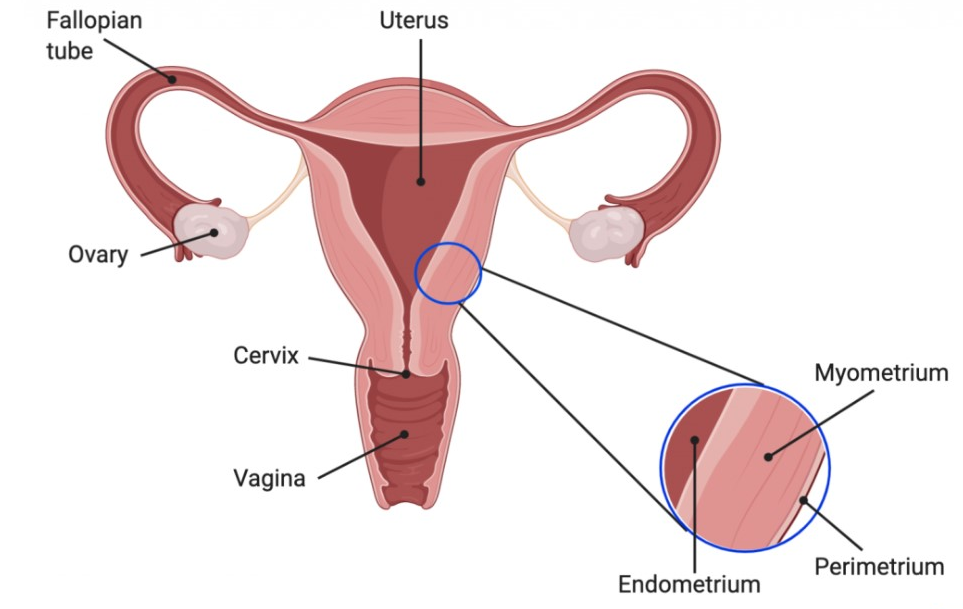 Fallopian
tube
Uterus
Ovary
Cervix
Myometrium
Vagina
Perimetrium
Endometrium